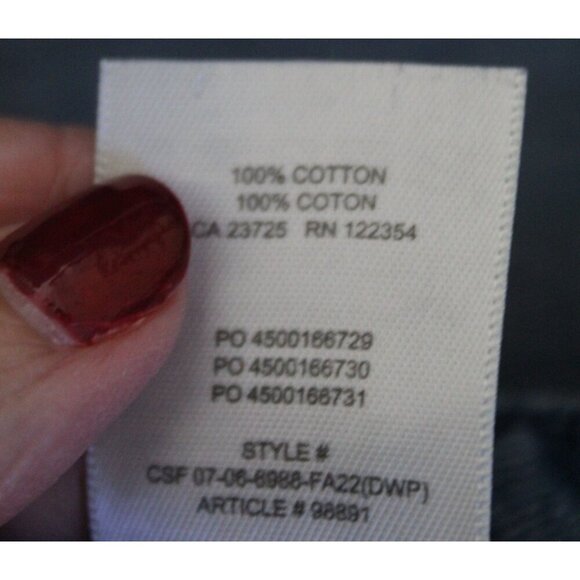 100% COTTON
100% COTON
CA 23725 RN 122354
PO 4500166729
PO 4500166730
PO 4500166731
STYLE #
CSF 07-06-6988-FA22(DWP)
ARTICLE # 98891